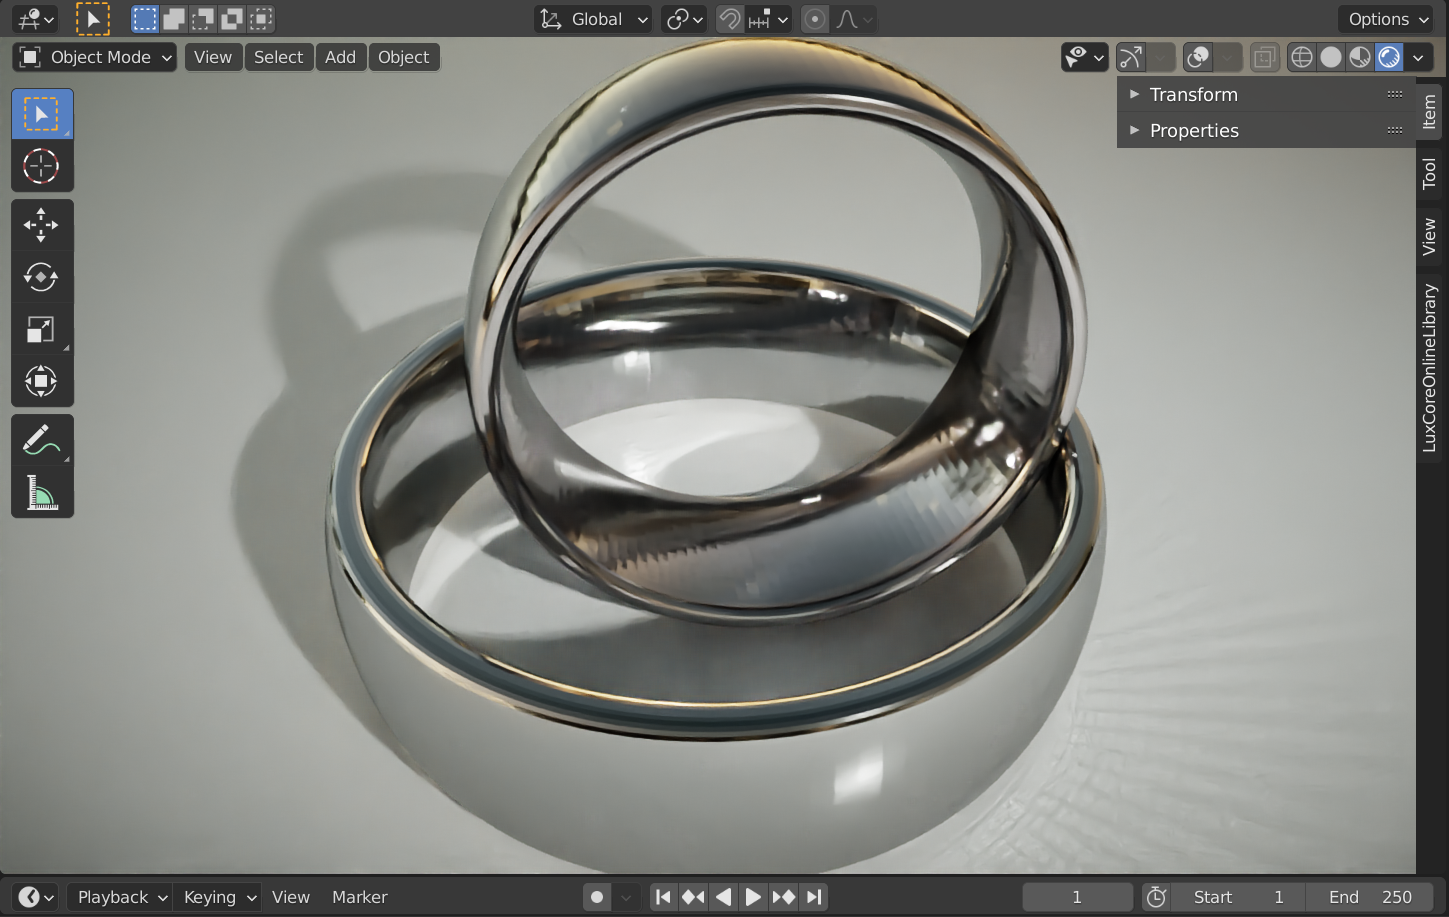 Global
Options
Object Mode
View
Select
Add
Object
Transform
Properties
Item
Tool
View
LuxCoreOnlineLibrary
Playback
Keying
View
Marker
1
Start 1
End 250